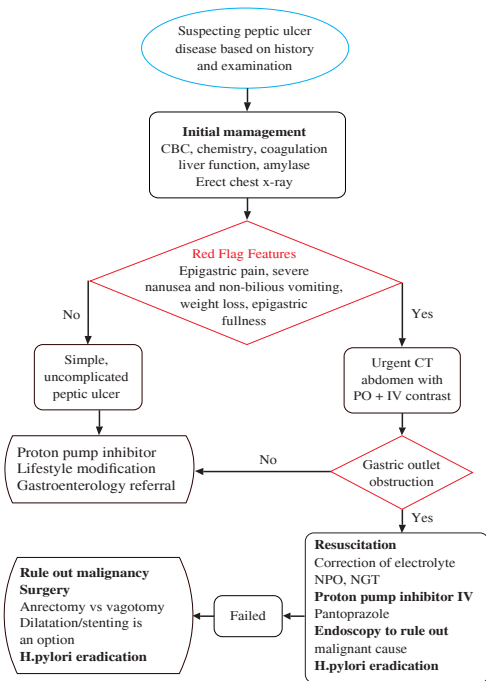 Suspecting peptic ulcer
disease based on history
and examination
Initial mamagement
CBC, chemistry, coagulation
liver function, amylase
Erect chest x-ray
Red Flag Features
Epigastric pain, severe
nanusea and non-bilious vomiting,
weight loss, epigastric
fullness
No
Yes
Simple,
uncomplicated
peptic ulcer
Urgent CT
abdomen with
PO + IV contrast
Proton pump inhibitor
Lifestyle modification
Gastroenterology referral
No
Gastric outlet
obstruction
Yes
Resuscitation
Correction of electrolyte
NPO, NGT
Proton pump inhibitor IV
Pantoprazole
Endoscopy to rule out
malignant cause
H.pylori eradication
Failed
Rule out malignancy
Surgery
Anrectomy vs vagotomy
Dilatation/stenting is
an option
H.pylori eradication